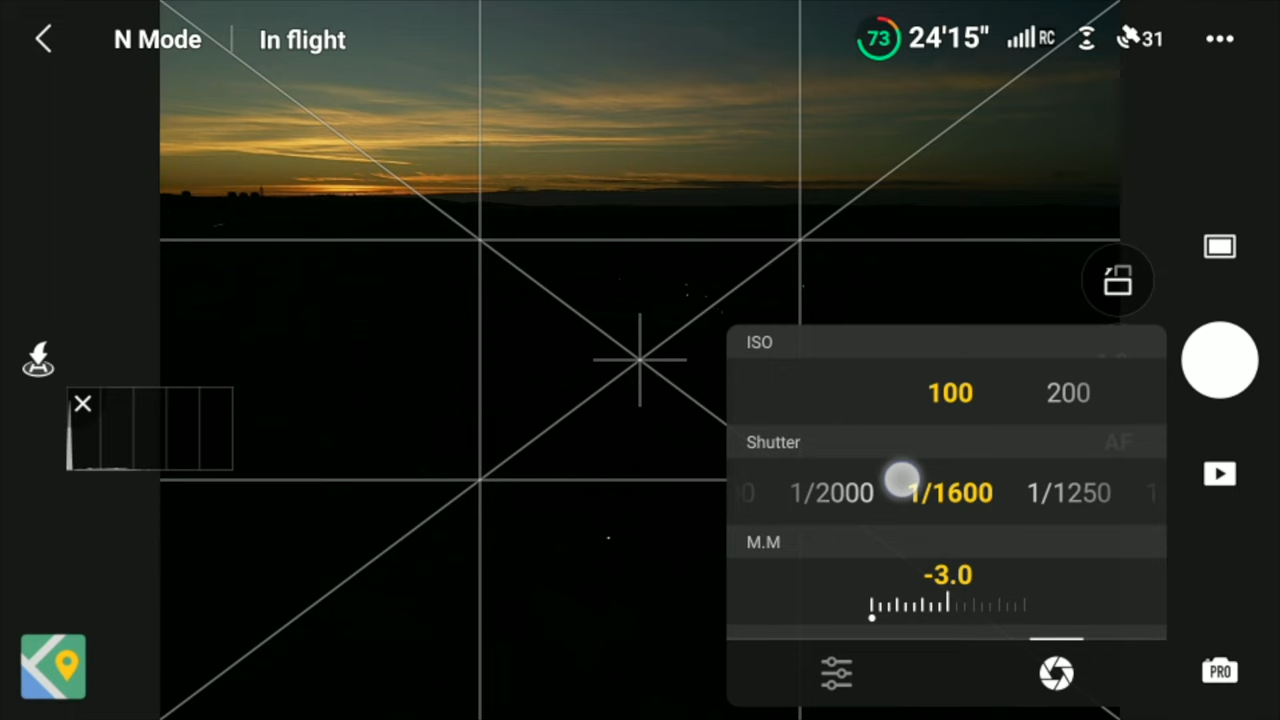 N Mode In flight 73 24'15" RC 31
ISO
100 200
Shutter AF
1/2000 1/1600 1/1250
M.M
-3.0
PRO